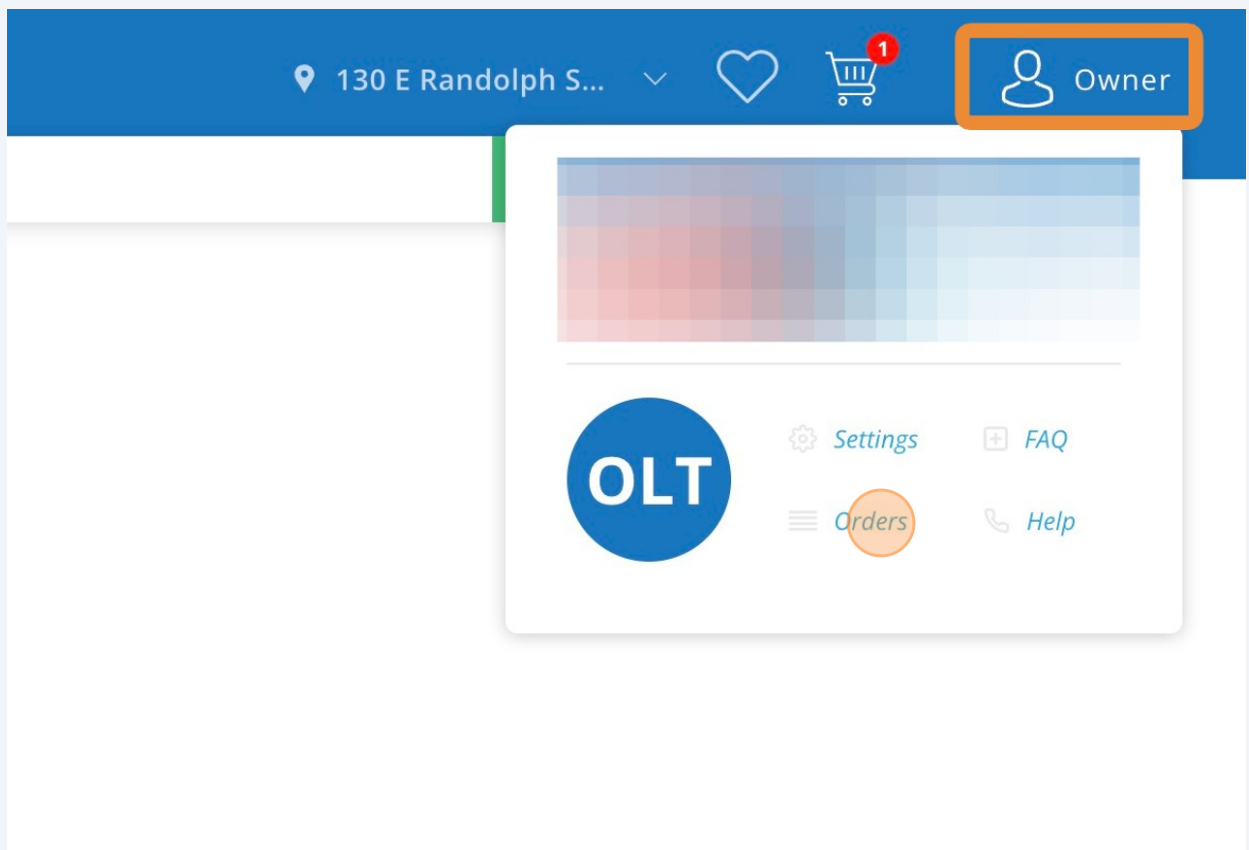 130 E Randolph S...
1
Owner
OLT
Settings
FAQ
Orders
Help